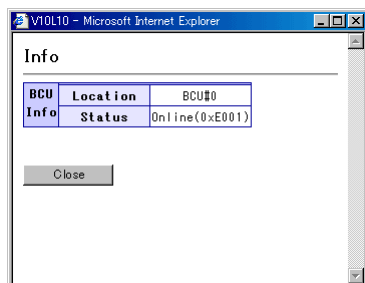 V10L10 - Microsoft Internet Explorer
Info
BCU Info
Location BCU#0
Status Online(0xE001)
Close